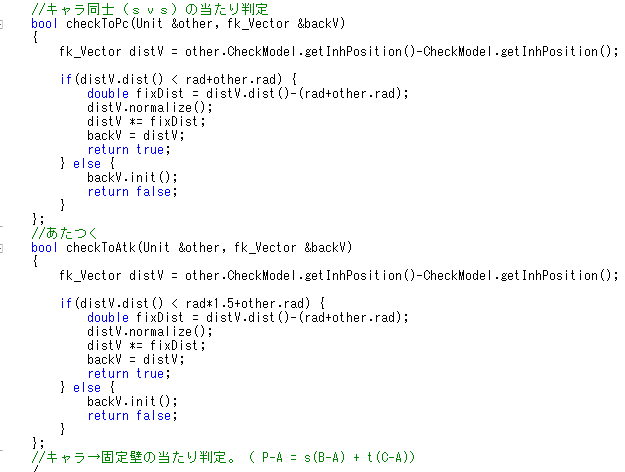 //キャラ同士(ｓｖｓ)の当たり判定
bool checkToPc(Unit &other, fk_Vector &backV)
{
fk_Vector distV = other.CheckModel.getInhPosition()-CheckModel.getInhPosition();
if(distV.dist() < rad+other.rad) {
double fixDist = distV.dist()-(rad+other.rad);
distV.normalize();
distV *= fixDist;
backV = distV;
return true;
} else {
backV.init();
return false;
}
};
//あたつく
bool checkToAtk(Unit &other, fk_Vector &backV)
{
fk_Vector distV = other.CheckModel.getInhPosition()-CheckModel.getInhPosition();
if(distV.dist() < rad*1.5+other.rad) {
double fixDist = distV.dist()-(rad+other.rad);
distV.normalize();
distV *= fixDist;
backV = distV;
return true;
} else {
backV.init();
return false;
}
};
//キャラ→固定壁の当たり判定。( P-A = s(B-A) + t(C-A))